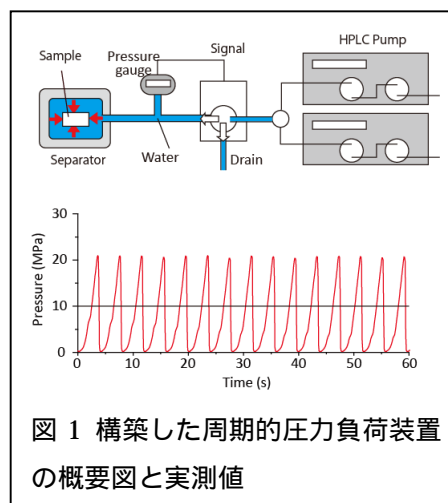 Sample
Pressure
gauge
Signal
HPLC Pump
Separator
Water
Drain
Pressure (MPa)
30
20
10
0
0 10 20 30 40 50 60
Time (s)
図 1 構築した周期的圧力負荷装置
の概要図と実測値